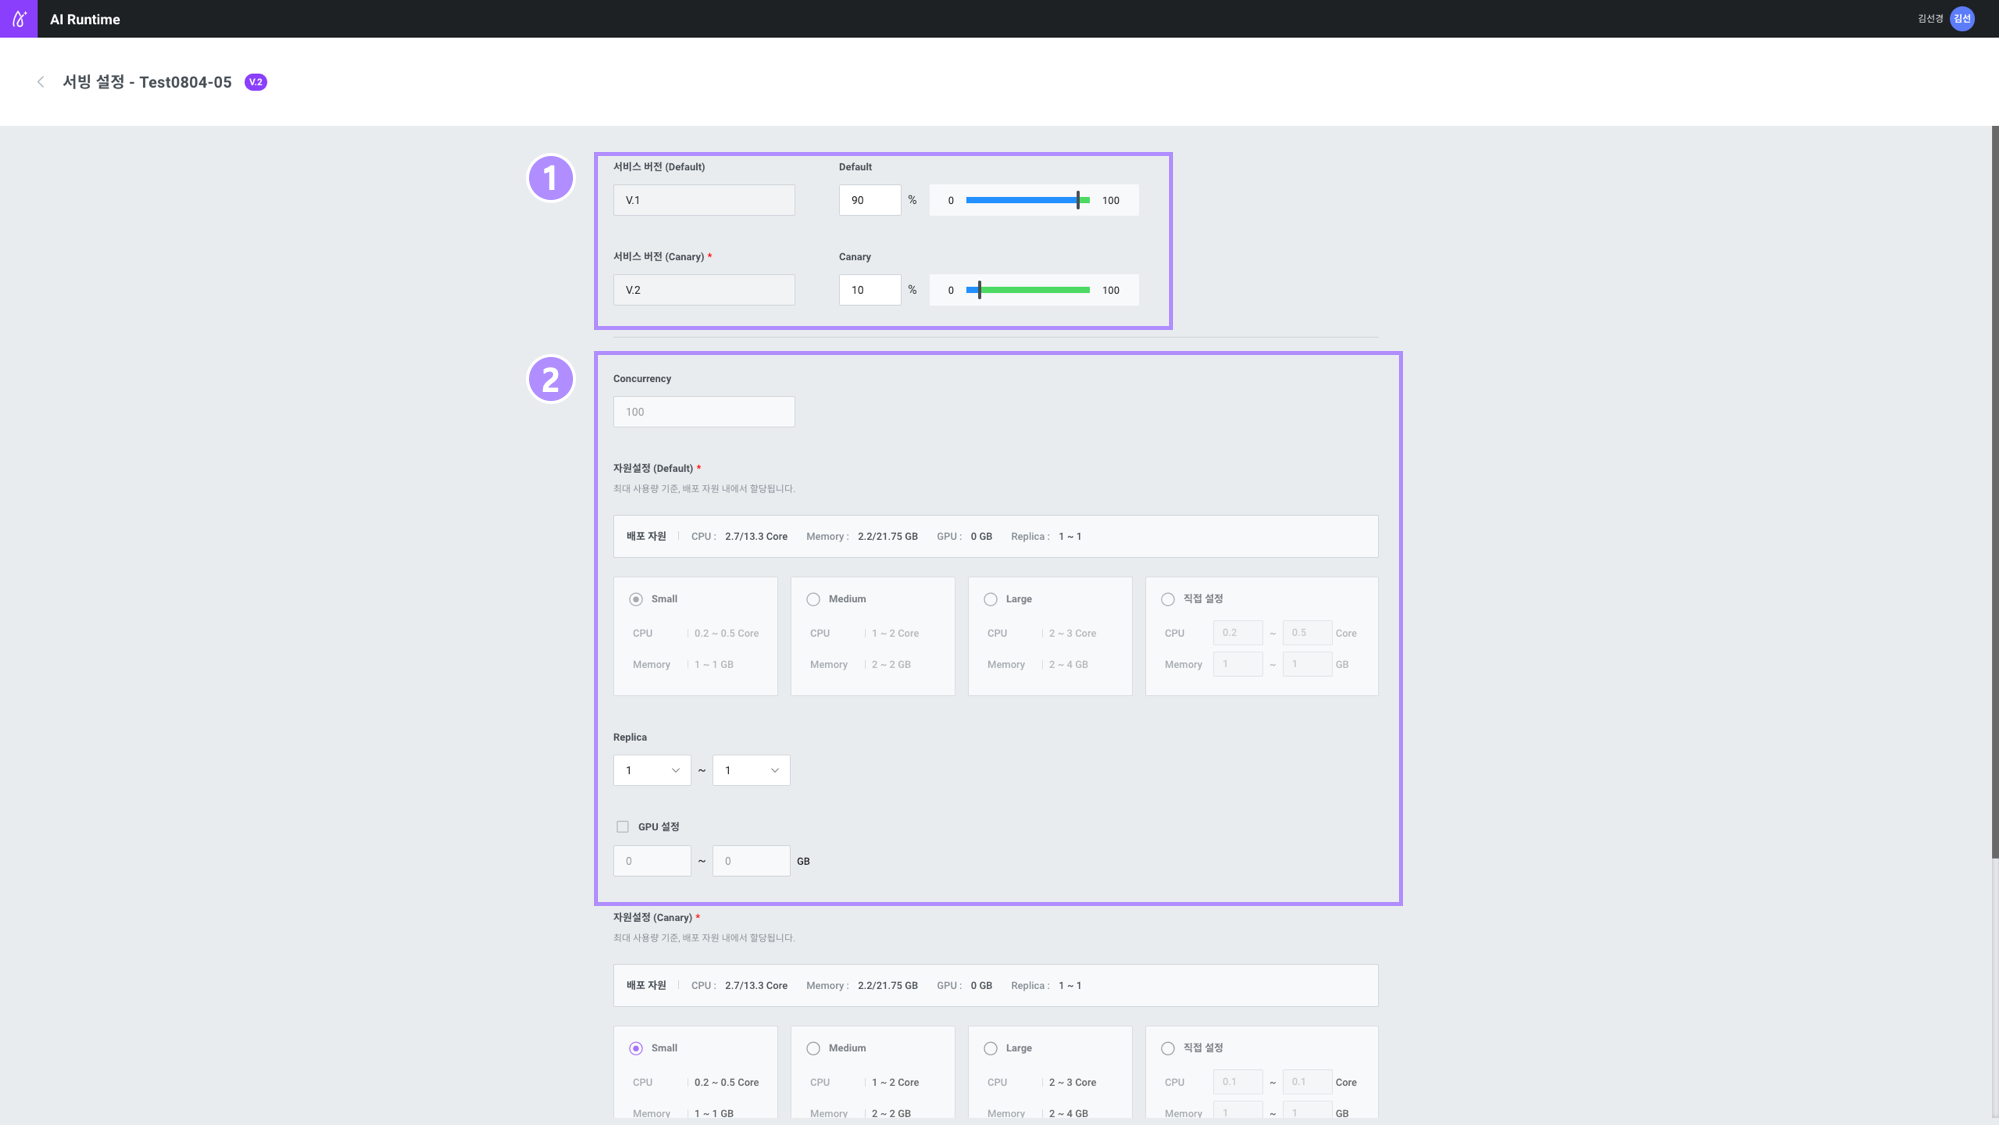 AI Runtime
김선경 김선
서빙 설정 - Test0804-05 V.2
1
서비스 버전 (Default) Default
V.1 90 % 0 100
서비스 버전 (Canary) * Canary
V.2 10 % 0 100
2
Concurrency
100
자원설정 (Default) *
최대 사용량 기준, 배포 자원 내에서 할당됩니다.
배포 자원 CPU : 2.7/13.3 Core Memory : 2.2/21.75 GB GPU : 0 GB Replica : 1 ~ 1
Small Medium Large 직접 설정
CPU 0.2 ~ 0.5 Core CPU 1 ~ 2 Core CPU 2 ~ 3 Core CPU 0.2 ~ 0.5 Core
Memory 1 ~ 1 GB Memory 2 ~ 2 GB Memory 2 ~ 4 GB Memory 1 ~ 1 GB
Replica
1 ~ 1
GPU 설정
0 ~ 0 GB
자원설정 (Canary) *
최대 사용량 기준, 배포 자원 내에서 할당됩니다.
배포 자원 CPU : 2.7/13.3 Core Memory : 2.2/21.75 GB GPU : 0 GB Replica : 1 ~ 1
Small Medium Large 직접 설정
CPU 0.2 ~ 0.5 Core CPU 1 ~ 2 Core CPU 2 ~ 3 Core CPU 0.1 ~ 0.1 Core
Memory 1 ~ 1 GB Memory 2 ~ 2 GB Memory 2 ~ 4 GB Memory 1 ~ 1 GB